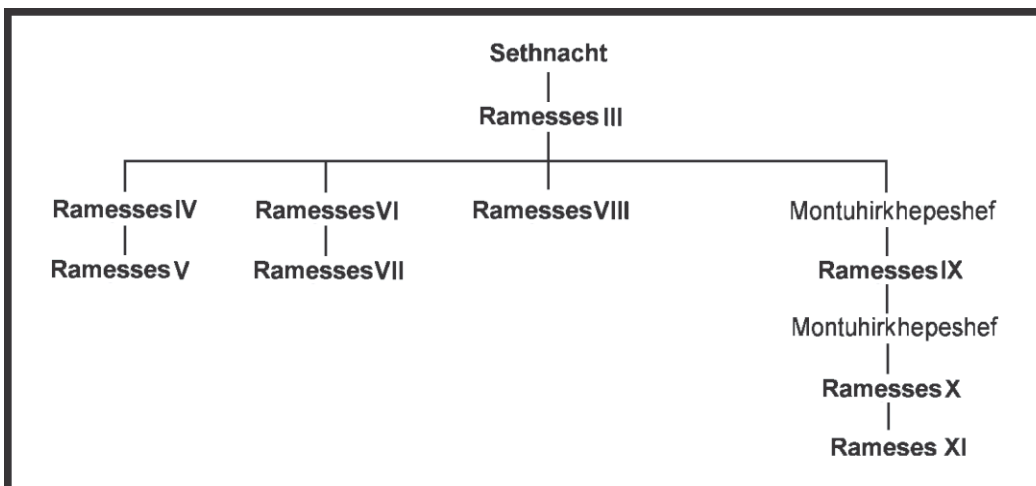 Sethnacht
Ramesses III
Ramesses IV Ramesses VI Ramesses VIII Montuhirkhepeshef
Ramesses V Ramesses VII Ramesses IX
Montuhirkhepeshef
Ramesses X
Rameses XI